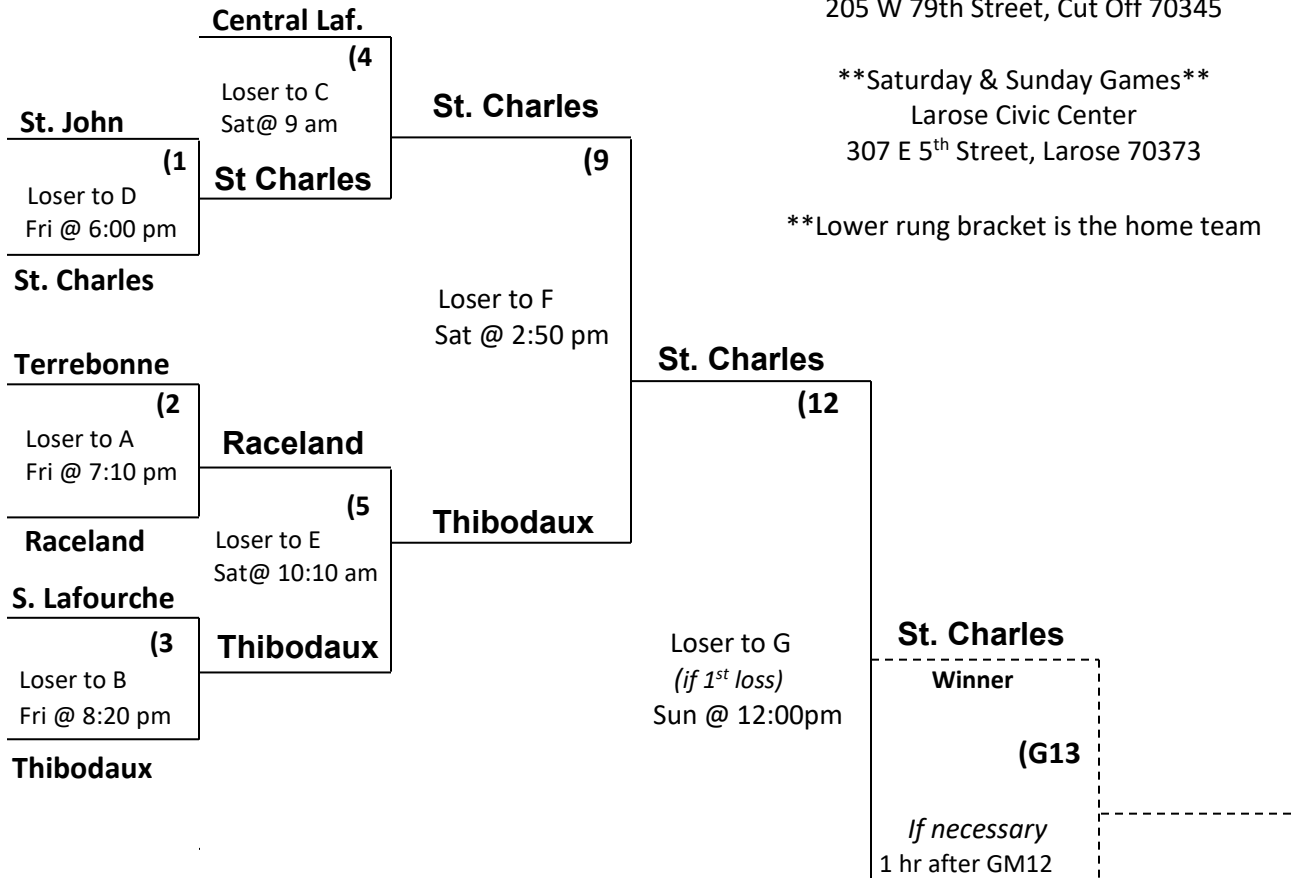 205 W 79th Street, Cut Off 70345
**Saturday & Sunday Games**
Larose Civic Center
307 E 5th Street, Larose 70373
**Lower rung bracket is the home team
Central Laf.
(4
Loser to C
Sat@ 9 am
St Charles
St. John
(1
Loser to D
Fri @ 6:00 pm
St. Charles
Terrebonne
(2
Loser to A
Fri @ 7:10 pm
Raceland
S. Lafourche
(3
Loser to B
Fri @ 8:20 pm
Thibodaux
Raceland
(5
Loser to E
Sat@ 10:10 am
Thibodaux
St. Charles
(9
Loser to F
Sat @ 2:50 pm
Thibodaux
St. Charles
(12
Loser to G
(if 1st loss)
Sun @ 12:00pm
St. Charles
Winner
(G13
If necessary
1 hr after GM12